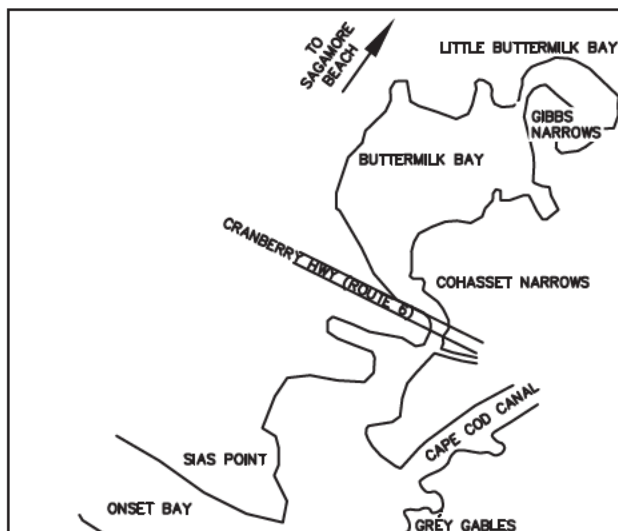 TO
SAGAMORE
BEACH
LITTLE BUTTERMILK BAY
GIBBS
NARROWS
BUTTERMILK BAY
CRANBERRY HWY (ROUTE 6)
COHASSET NARROWS
CAPE COD CANAL
SIAS POINT
ONSET BAY
GREY GABLES